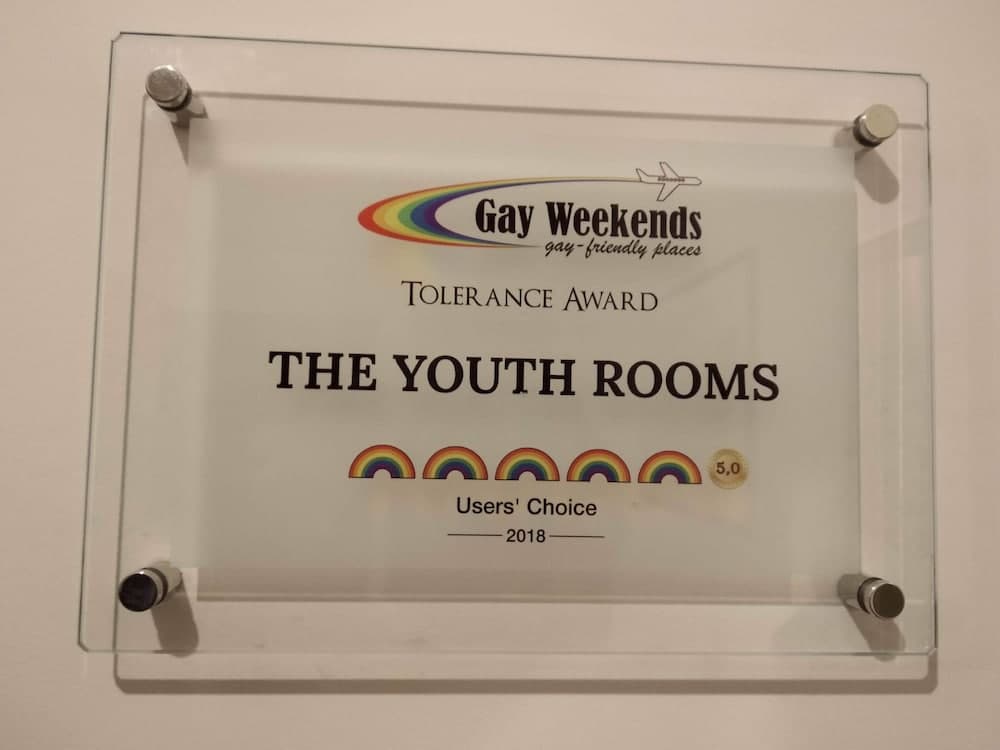 Gay Weekends
gay-friendly places
TOLERANCE AWARD
THE YOUTH ROOMS
5,0
Users' Choice
2018